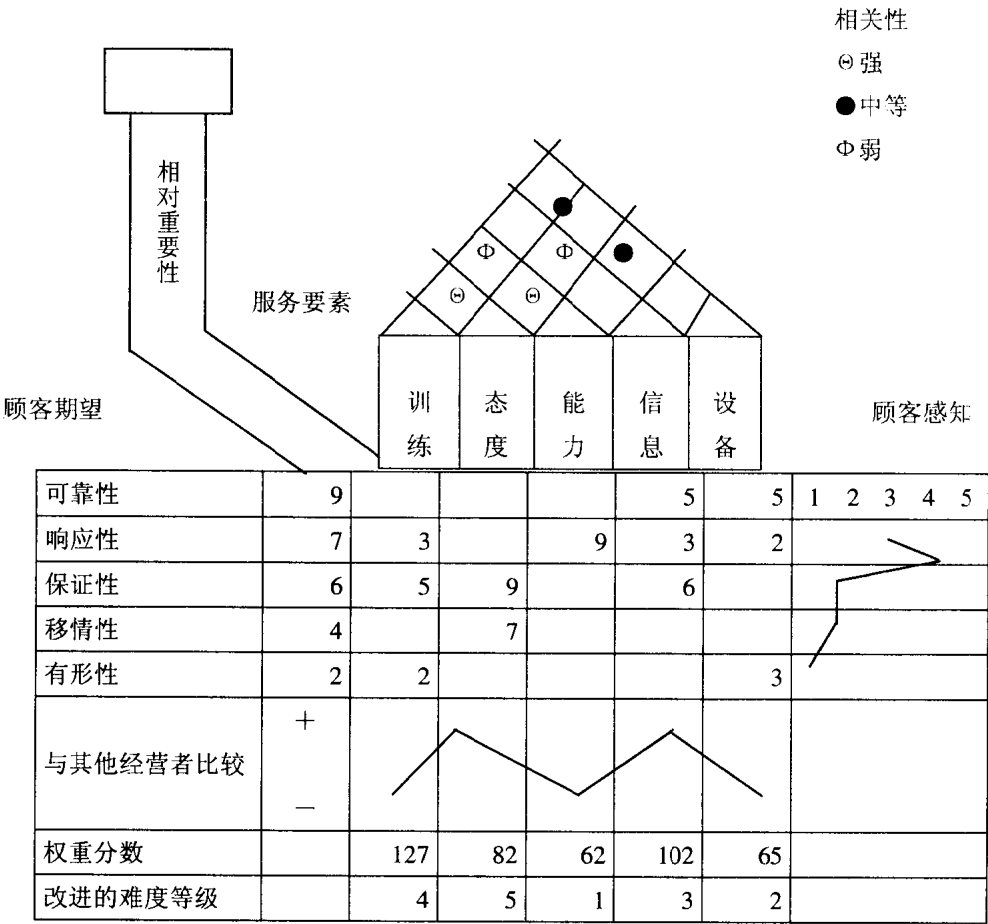 相关性
Θ强
●中等
Φ弱
相对重要性
服务要素
Φ Φ
Θ Θ
顾客期望
训练 态度 能力 信息 设备
顾客感知
可靠性 9 5 5 1 2 3 4 5
响应性 7 3 9 3 2
保证性 6 5 9 6
移情性 4 7
有形性 2 2 3
+
与其他经营者比较
—
权重分数 127 82 62 102 65
改进的难度等级 4 5 1 3 2